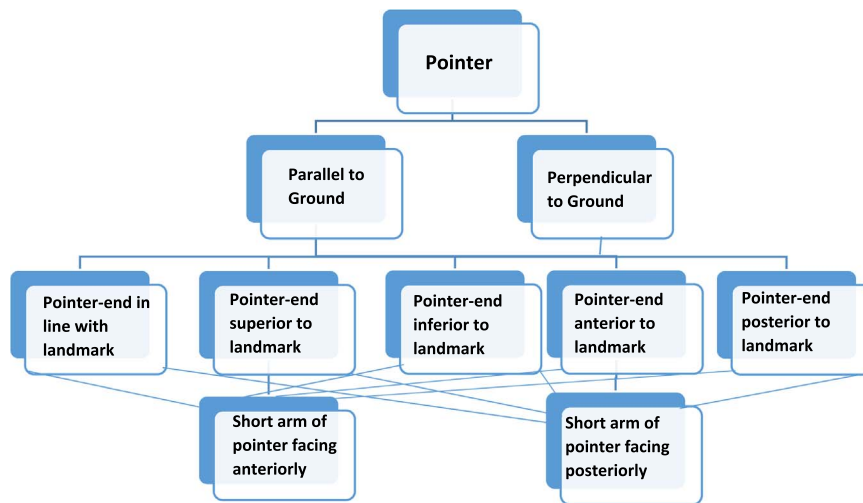 Pointer
Parallel to
Ground
Perpendicular
to Ground
Pointer-end in
line with
landmark
Pointer-end
superior to
landmark
Pointer-end
inferior to
landmark
Pointer-end
anterior to
landmark
Pointer-end
posterior to
landmark
Short arm of
pointer facing
anteriorly
Short arm of
pointer facing
posteriorly